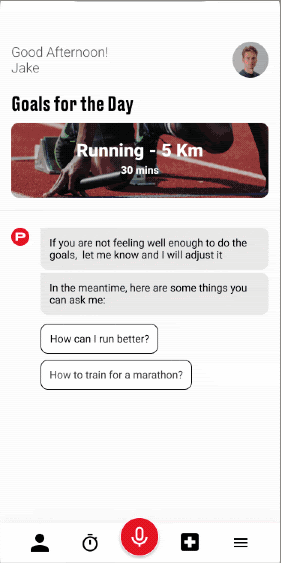 Good Afternoon!
Jake
Goals for the Day
Running - 5 Km
30 mins
P
If you are not feeling well enough to do the
goals, let me know and I will adjust it
In the meantime, here are some things you
can ask me:
How can I run better?
How to train for a marathon?